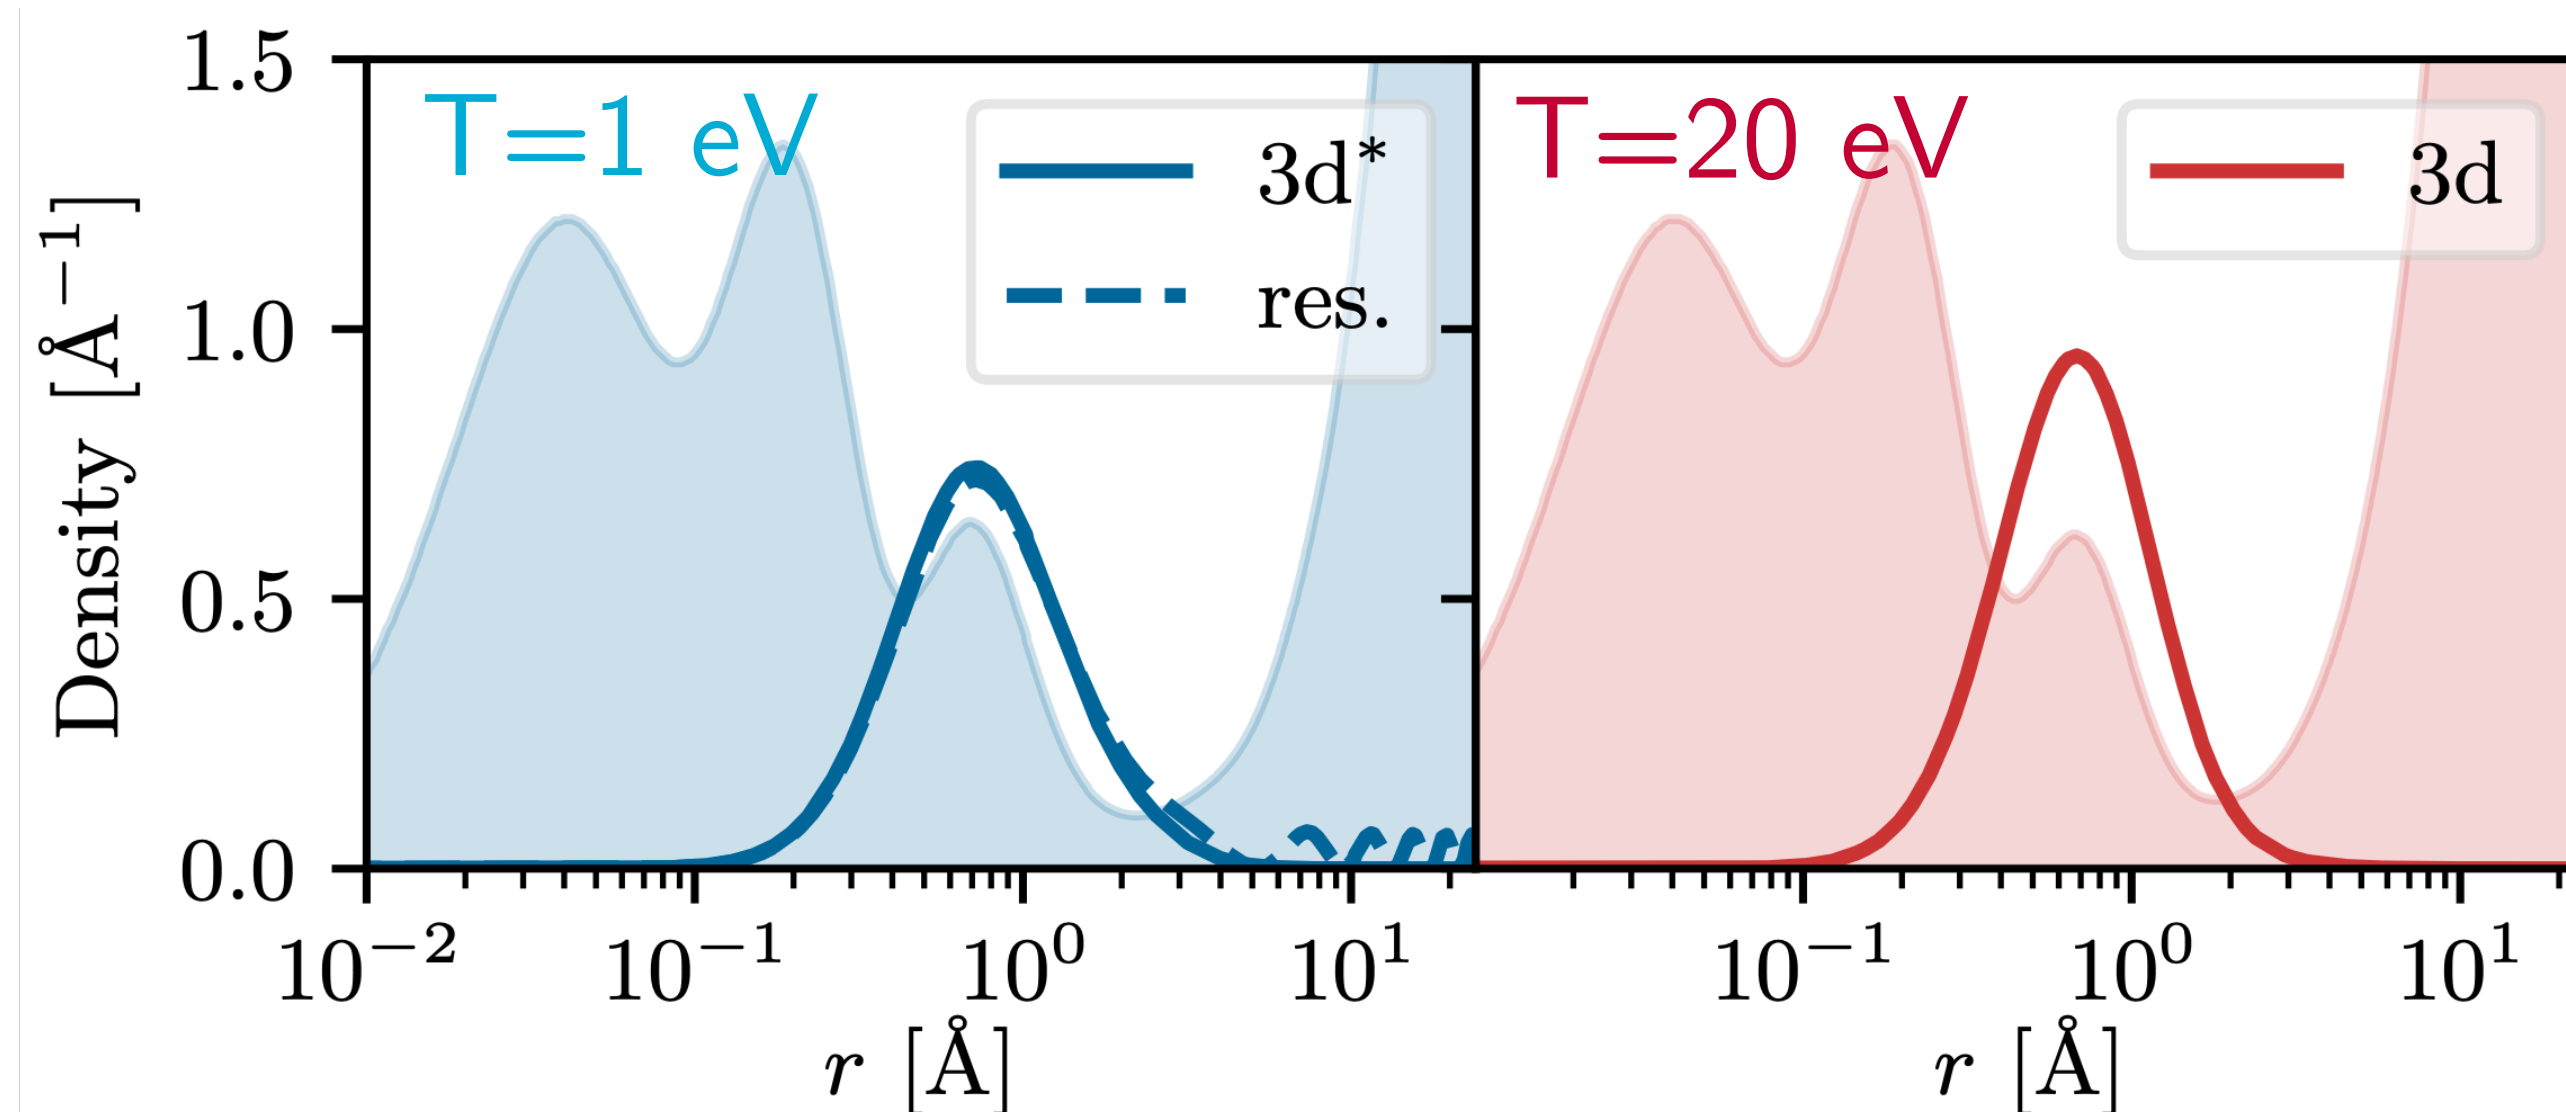 Density [Å⁻¹]
1.5
1.0
0.5
0.0
T=1 eV
3d*
res.
10⁻²
10⁻¹
10⁰
10¹
r [Å]
T=20 eV
3d
10⁻¹
10⁰
10¹
r [Å]